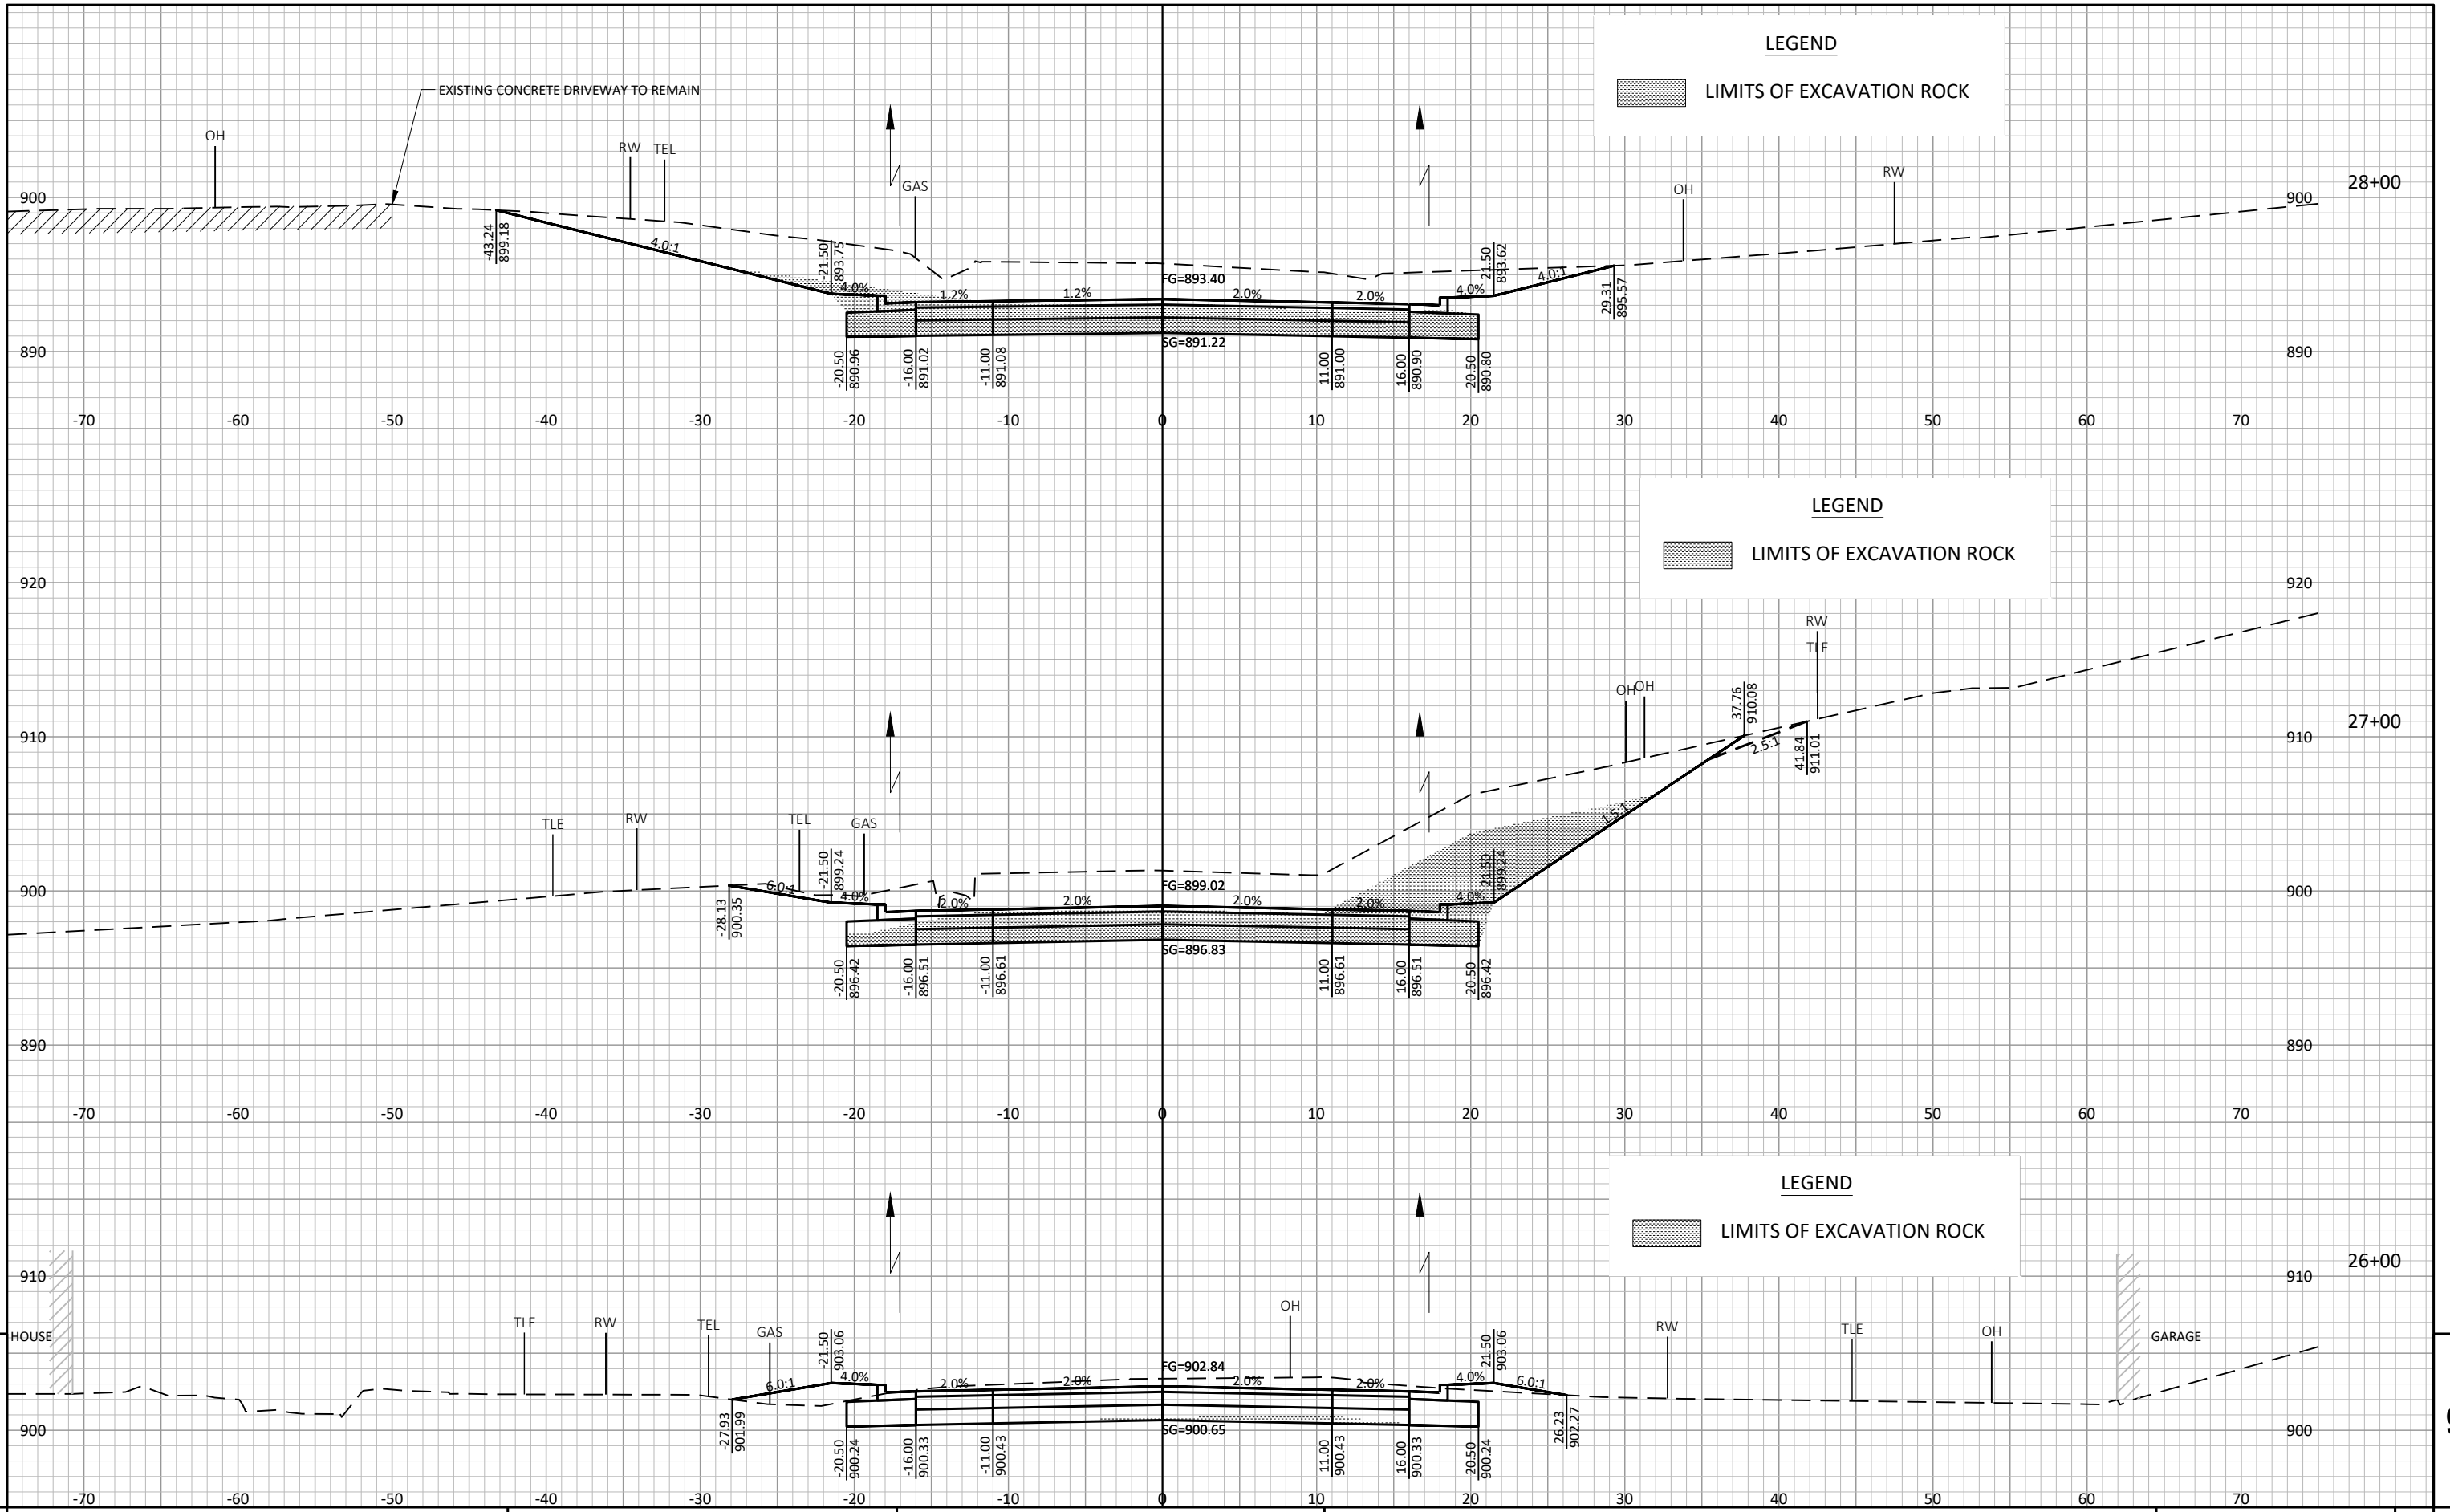 LEGEND
LIMITS OF EXCAVATION ROCK
EXISTING CONCRETE DRIVEWAY TO REMAIN
OH
RW
TEL
GAS
OH
RW
28+00
900
900
-43.24
899.18
4.0:1
-21.50
893.75
4.0%
1.2%
1.2%
FG=893.40
2.0%
2.0%
4.0%
21.50
893.62
4.0:1
29.31
895.57
890
890
SG=891.22
-20.50
890.96
-16.00
891.02
-11.00
891.08
11.00
891.00
16.00
890.90
20.50
890.80
-70 -60 -50 -40 -30 -20 -10 0 10 20 30 40 50 60 70
LEGEND
LIMITS OF EXCAVATION ROCK
920
920
RW
TLE
OH
OH
37.76
910.08
27+00
910
910
2.5:1
41.84
911.01
1.5:1
TLE
RW
TEL
GAS
900
900
-28.13
900.35
6.0:1
-21.50
899.24
4.0%
2.0%
2.0%
FG=899.02
2.0%
2.0%
4.0%
21.50
899.24
SG=896.83
-20.50
896.42
-16.00
896.51
-11.00
896.61
11.00
896.61
16.00
896.51
20.50
896.42
890
890
-70 -60 -50 -40 -30 -20 -10 0 10 20 30 40 50 60 70
LEGEND
LIMITS OF EXCAVATION ROCK
26+00
910
910
HOUSE
TLE
RW
TEL
GAS
OH
RW
TLE
OH
GARAGE
-27.93
901.99
6.0:1
-21.50
903.06
4.0%
2.0%
2.0%
FG=902.84
2.0%
2.0%
4.0%
21.50
903.06
6.0:1
26.23
902.27
900
900
SG=900.65
-20.50
900.24
-16.00
900.33
-11.00
900.43
11.00
900.43
16.00
900.33
20.50
900.24
-70 -60 -50 -40 -30 -20 -10 0 10 20 30 40 50 60 70